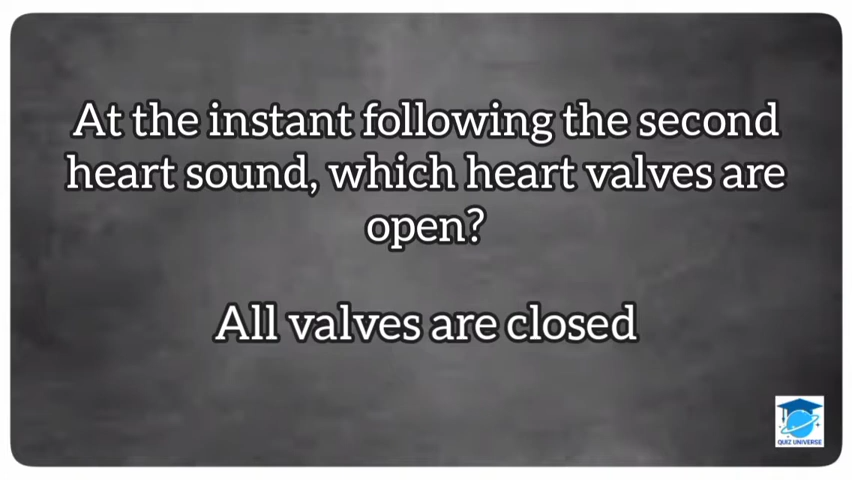 At the instant following the second
heart sound, which heart valves are
open?
All valves are closed
QUIZ UNIVERSE